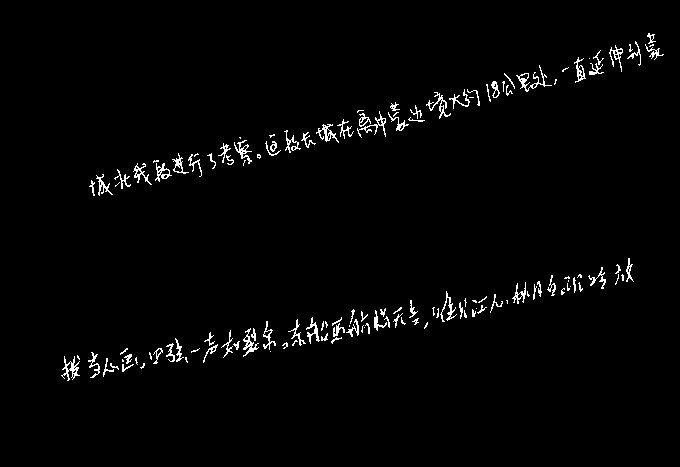 城北线段进行了考察。这段长城在离中蒙边境大约18公里处,一直延伸到蒙
拨当心画,四弦一声如裂帛。东船西舫悄无言,唯见江心秋月白。沉吟放